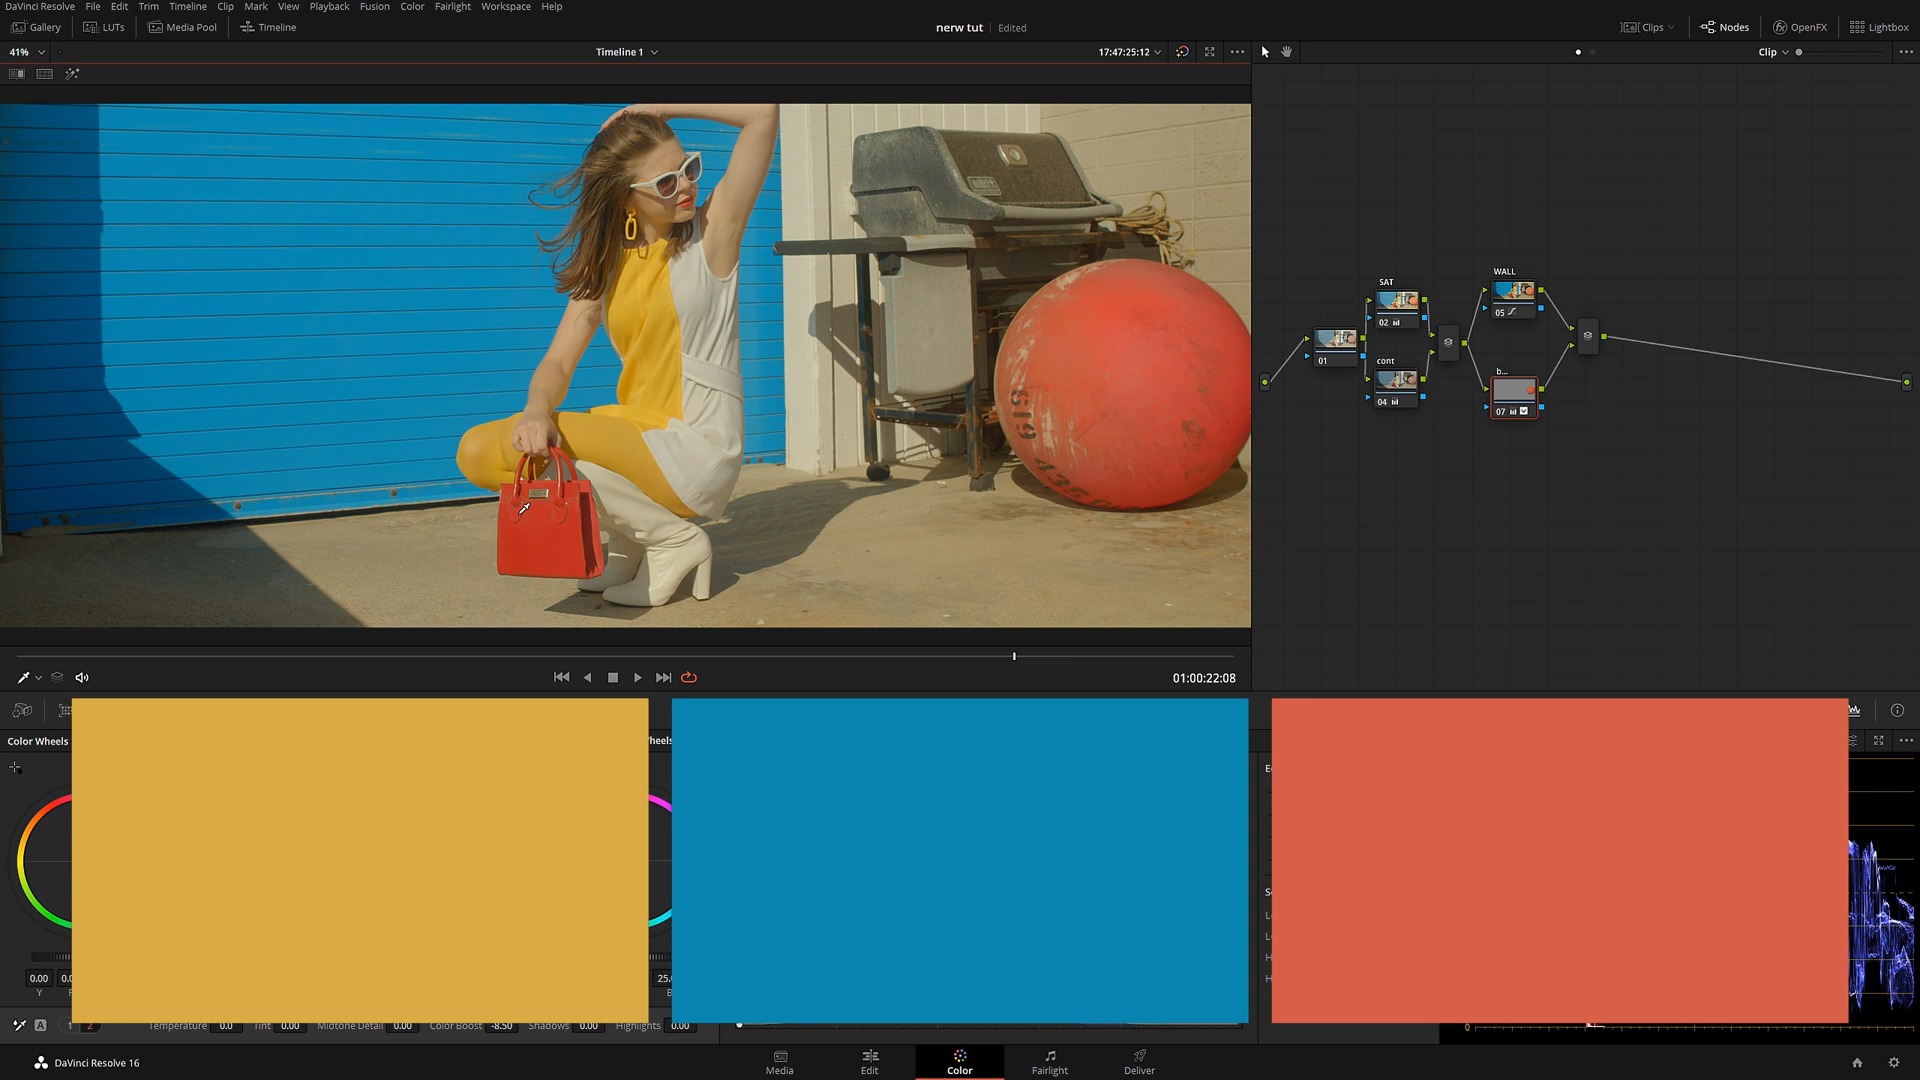 DaVinci Resolve File Edit Trim Timeline Clip Mark View Playback Fusion Color Fairlight Workspace Help
Gallery LUTs Media Pool Timeline nerw tut Edited Clips Nodes OpenFX Lightbox
41% Timeline 1 17:47:25:12 Clip
SAT
02
WALL
05
01
cont
04
b...
07
01:00:22:08
Color Wheels
0.00
Y
1 2 Temperature 0.0 Tint 0.00 Midtone Detail 0.00 Color Boost -8.50 Shadows 0.00 Highlights 0.00
0
DaVinci Resolve 16
Media Edit Color Fairlight Deliver